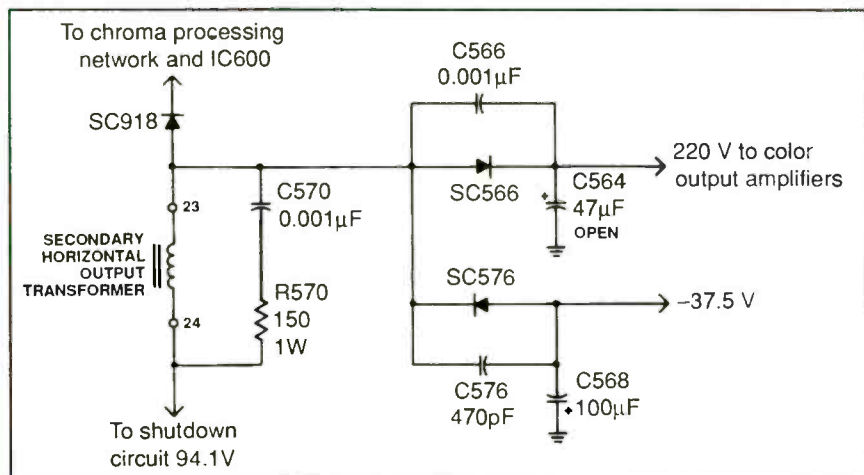 To chroma processing
network and IC600
SC918
23
SECONDARY
HORIZONTAL
OUTPUT
TRANSFORMER
24
To shutdown
circuit 94.1V
C570
0.001µF
R570
150
1W
C566
0.001µF
SC566
C564
47µF
OPEN
220 V to color
output amplifiers
SC576
–37.5 V
C576
470pF
C568
100µF